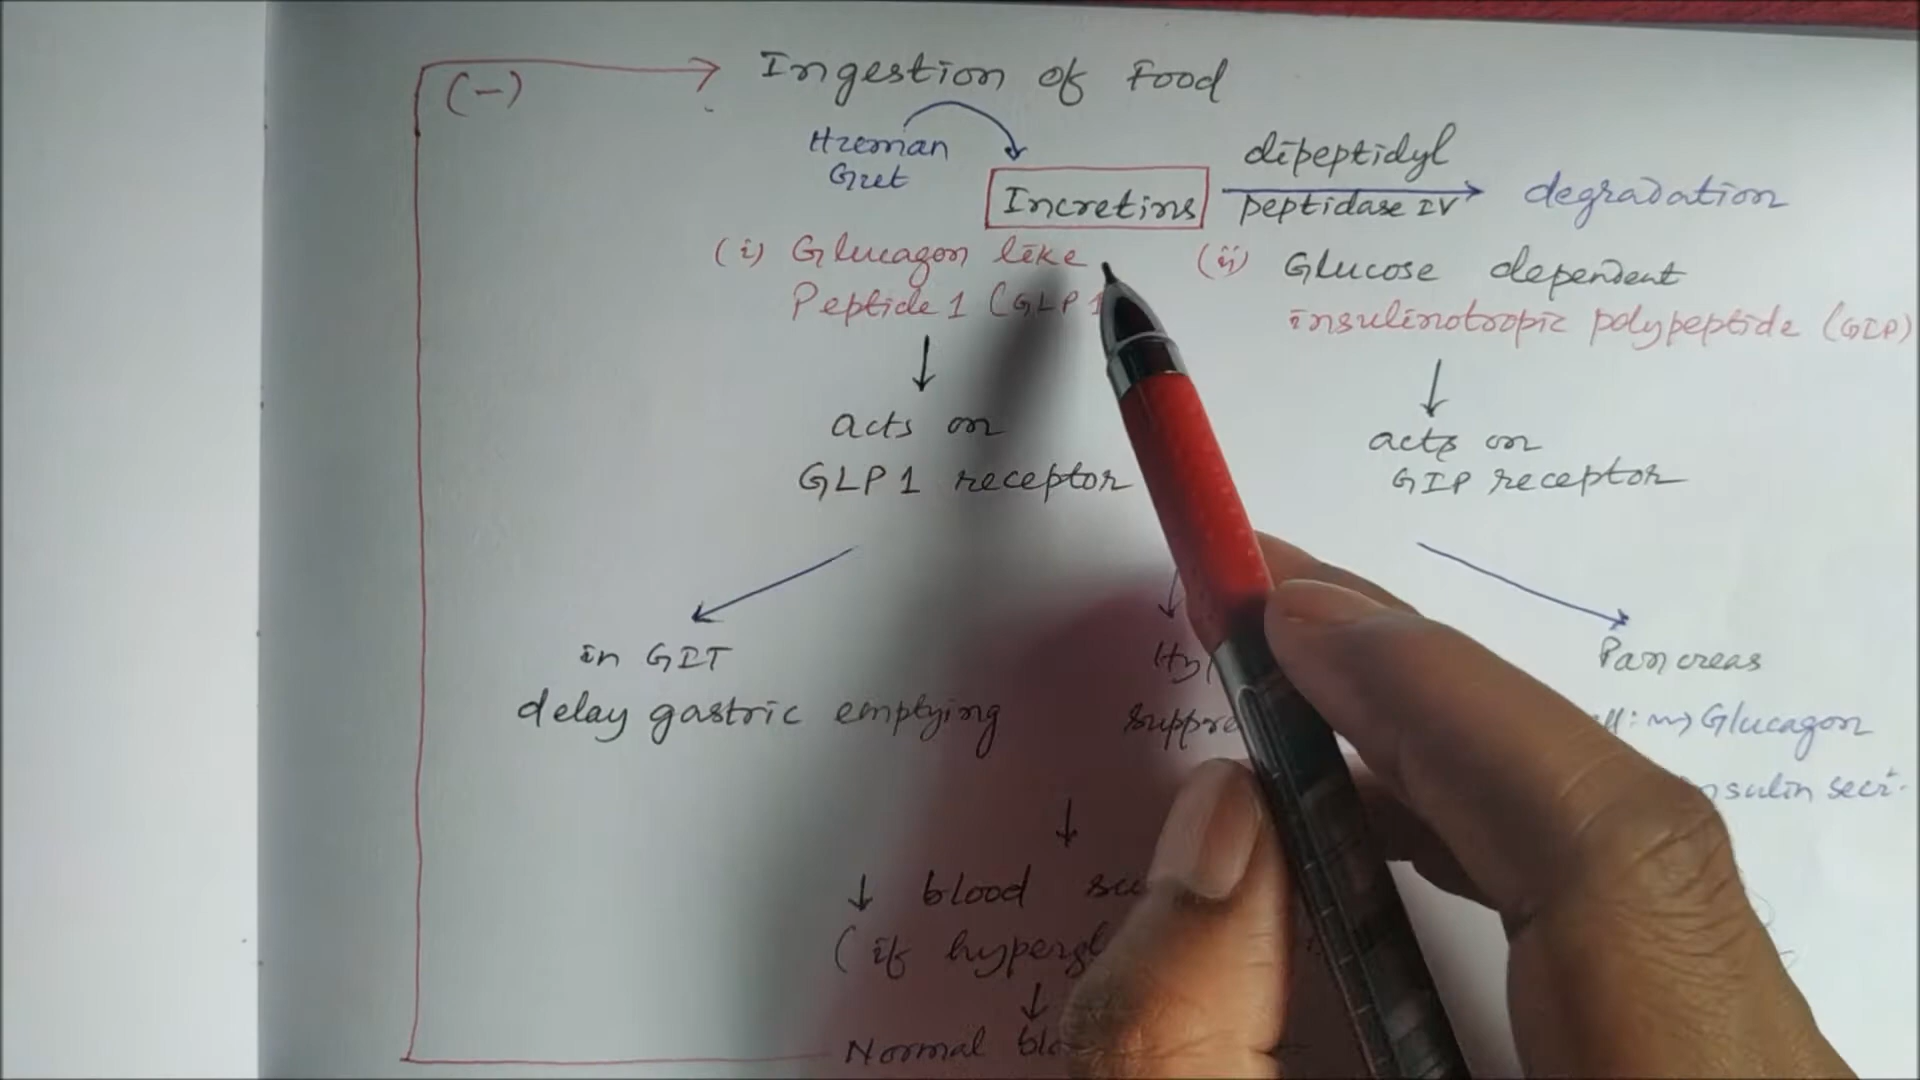 (-)
Ingestion of Food
Human
Gut
Incretins
dipeptidyl
peptidase IV
degradation
(i) Glucagon like
Peptide 1 (GLP 1
(ii) Glucose dependent
insulinotropic polypeptide (GIP)
↓
↓
acts on
GLP 1 receptor
acts on
GIP receptor
in GIT
delay gastric emptying
Pancreas
Glucagon
secr.
↓
↓ blood
( if
↓
Normal